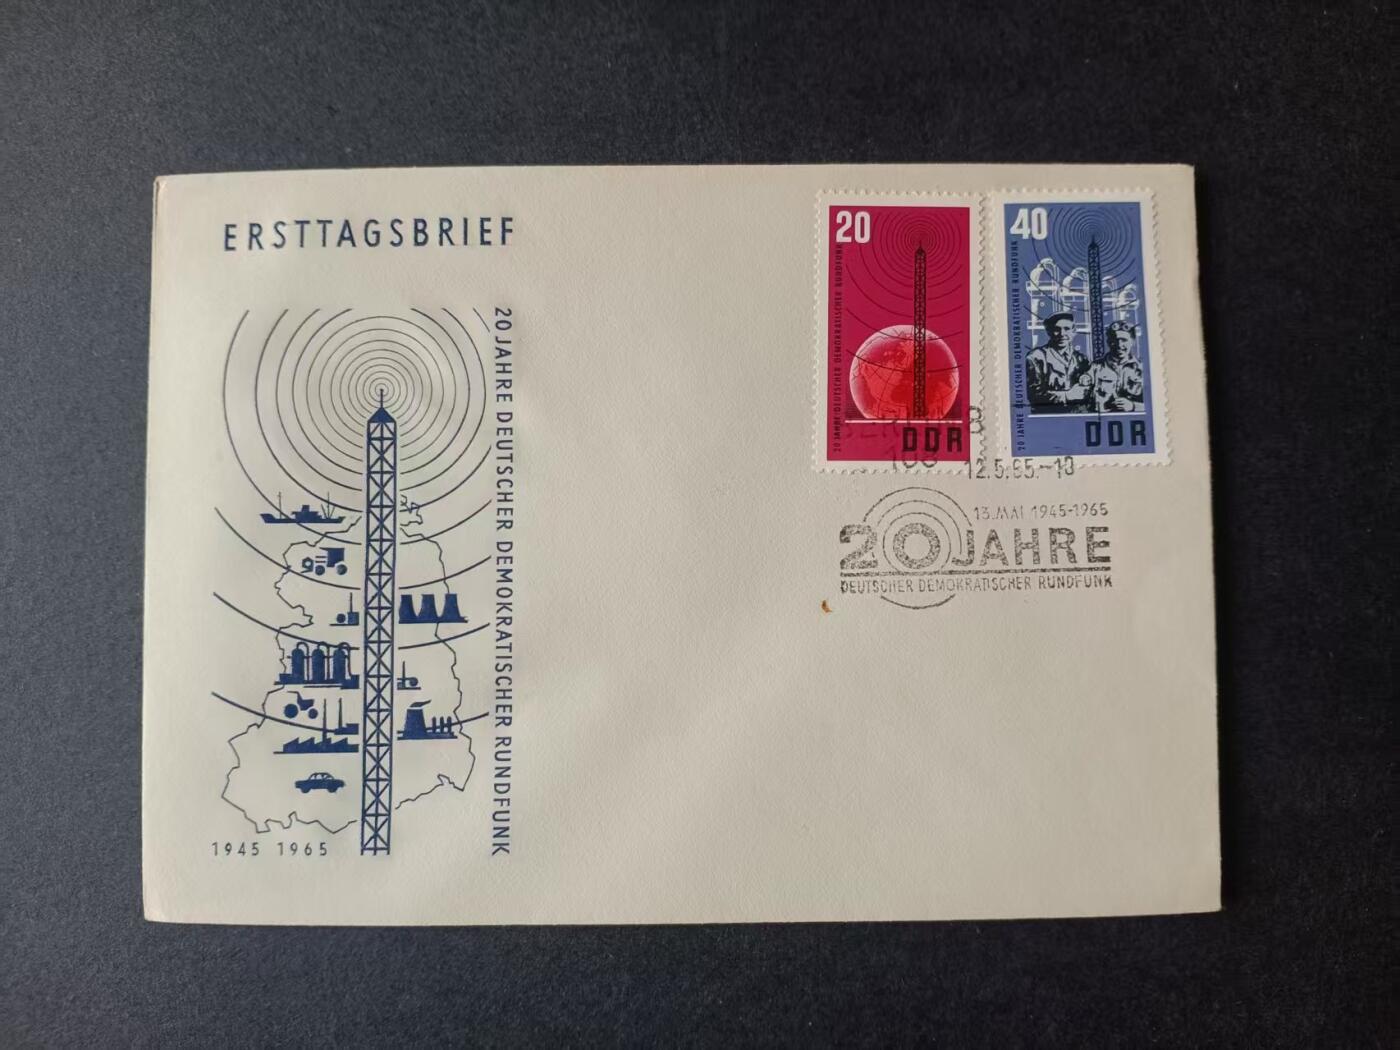 ERSTTAGSBRIEF
20 JAHRE DEUTSCHER DEMOKRATISCHER RUNDFUNK
1945 1965
20
20 JAHRE DEUTSCHER DEMOKRATISCHER RUNDFUNK
DDR
40
20 JAHRE DEUTSCHER DEMOKRATISCHER RUNDFUNK
DDR
12.5.65.-18
13.MAI 1945-1965
20 JAHRE
DEUTSCHER DEMOKRATISCHER RUNDFUNK